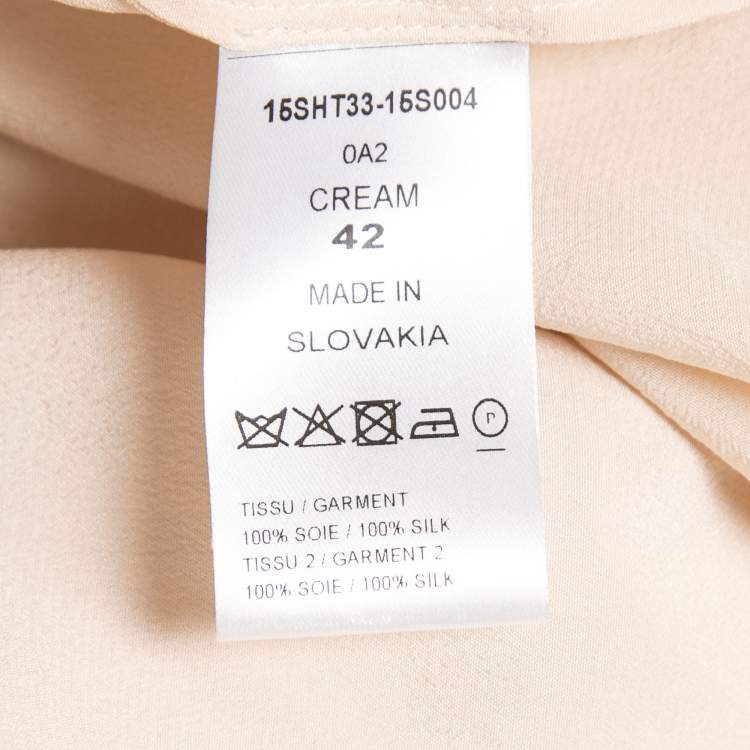 15SHT33-15S004
0A2
CREAM
42
MADE IN
SLOVAKIA
P
TISSU / GARMENT
100% SOIE / 100% SILK
TISSU 2 / GARMENT 2
100% SOIE / 100% SILK